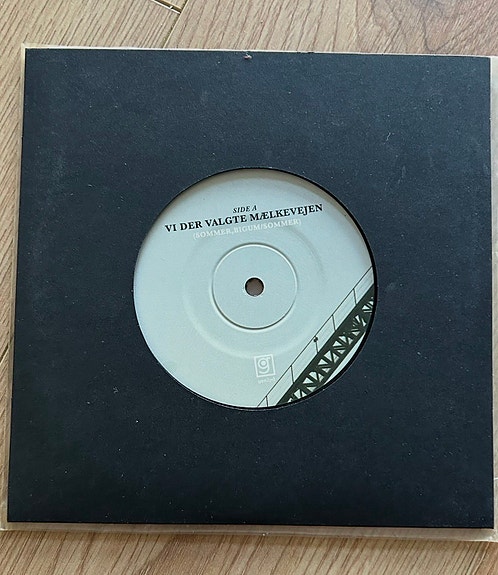 SIDE A
VI DER VALGTE MÆLKEVEJEN
(SOMMER,BIGUM/SOMMER)
g